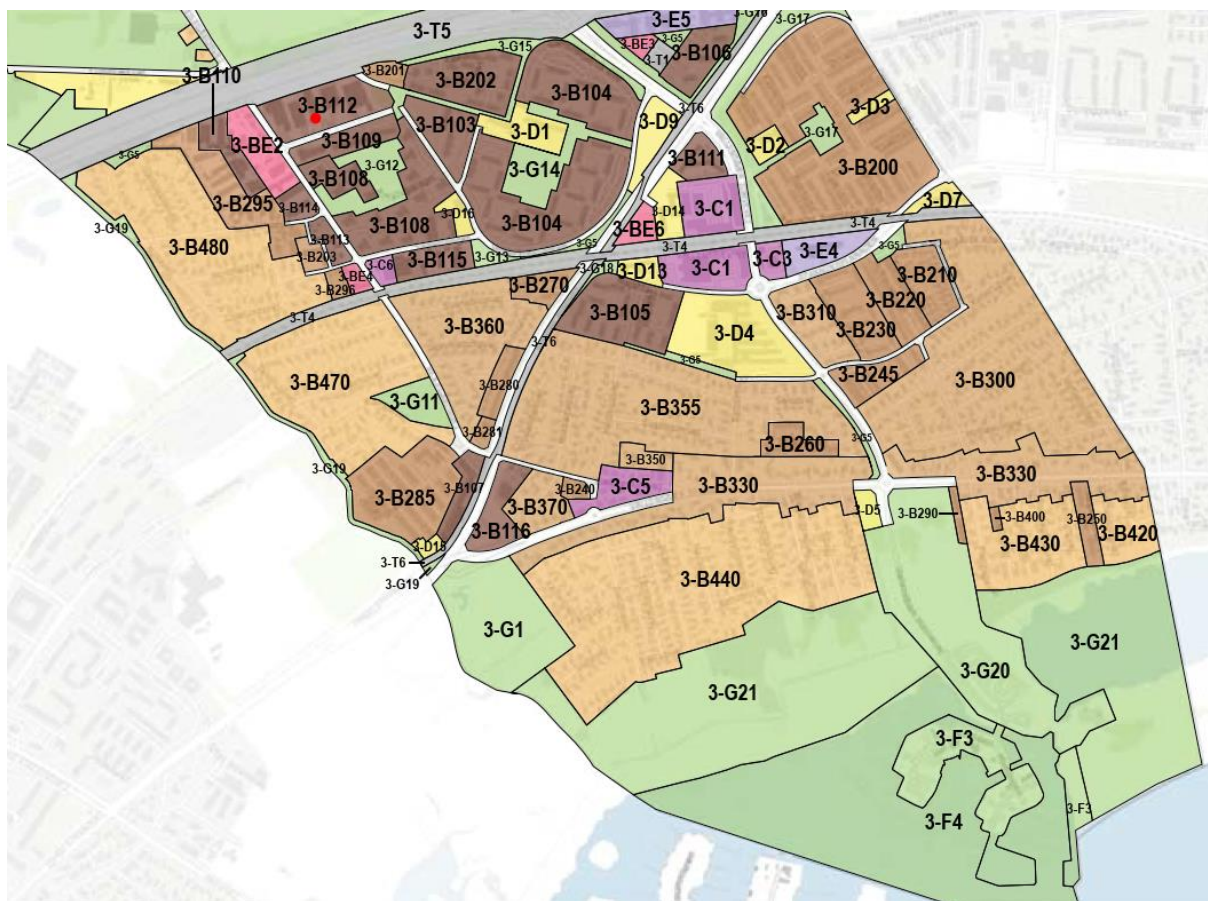 3-E5
3-G16
3-G17
3-T5
3-BE3
3-G5
3-G15
3-T1
3-B106
3-B110
3-B201
3-B202
3-B104
3-B112
3-T6
3-D3
3-B103
3-D1
3-D9
3-G17
3-B109
3-D2
3-BE2
3-G5
3-G12
3-B111
3-G14
3-B200
3-B108
3-B295
3-B114
3-C1
3-D7
3-D16
3-D14
3-G19
3-B108
3-B104
3-BE6
3-T4
3-B480
3-B113
3-G5
3-T4
3-E4
3-G5
3-B203
3-G13
3-B115
3-C1
3-C3
3-C6
3-BE4
3-G18
3-D13
3-B210
3-B270
3-B296
3-B220
3-B105
3-B310
3-T4
3-B360
3-B230
3-T6
3-D4
3-G5
3-B245
3-B470
3-B300
3-B280
3-G11
3-B355
3-B281
3-G5
3-B260
3-B350
3-G19
3-B330
3-B107
3-B285
3-C5
3-B330
3-B240
3-B370
3-D5
3-B290
3-B400
3-B250
3-B116
3-B420
3-B430
3-D15
3-T6
3-B440
3-G19
3-G1
3-G21
3-G20
3-G21
3-F3
3-F3
3-F4